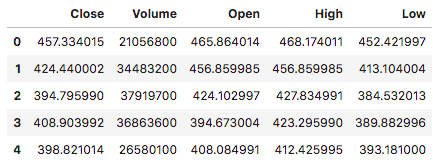 Close Volume Open High Low
0 457.334015 21056800 465.864014 468.174011 452.421997
1 424.440002 34483200 456.859985 456.859985 413.104004
2 394.795990 37919700 424.102997 427.834991 384.532013
3 408.903992 36863600 394.673004 423.295990 389.882996
4 398.821014 26580100 408.084991 412.425995 393.181000